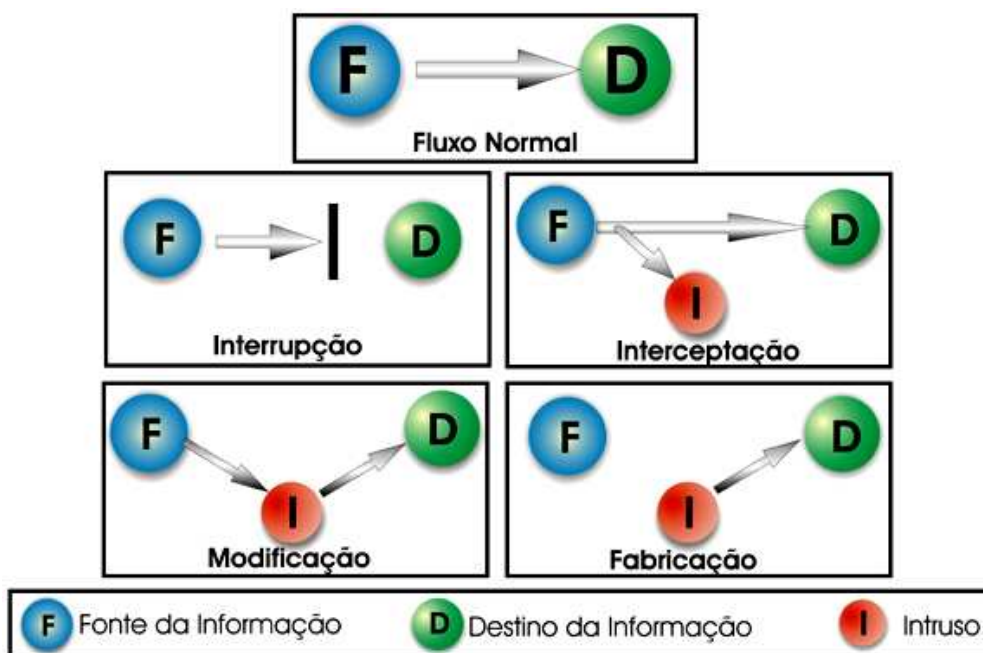 F D
Fluxo Normal
F D
Interrupção
F D
I
Interceptação
F D
I
Modificação
F D
I
Fabricação
F Fonte da Informação D Destino da Informação I Intruso